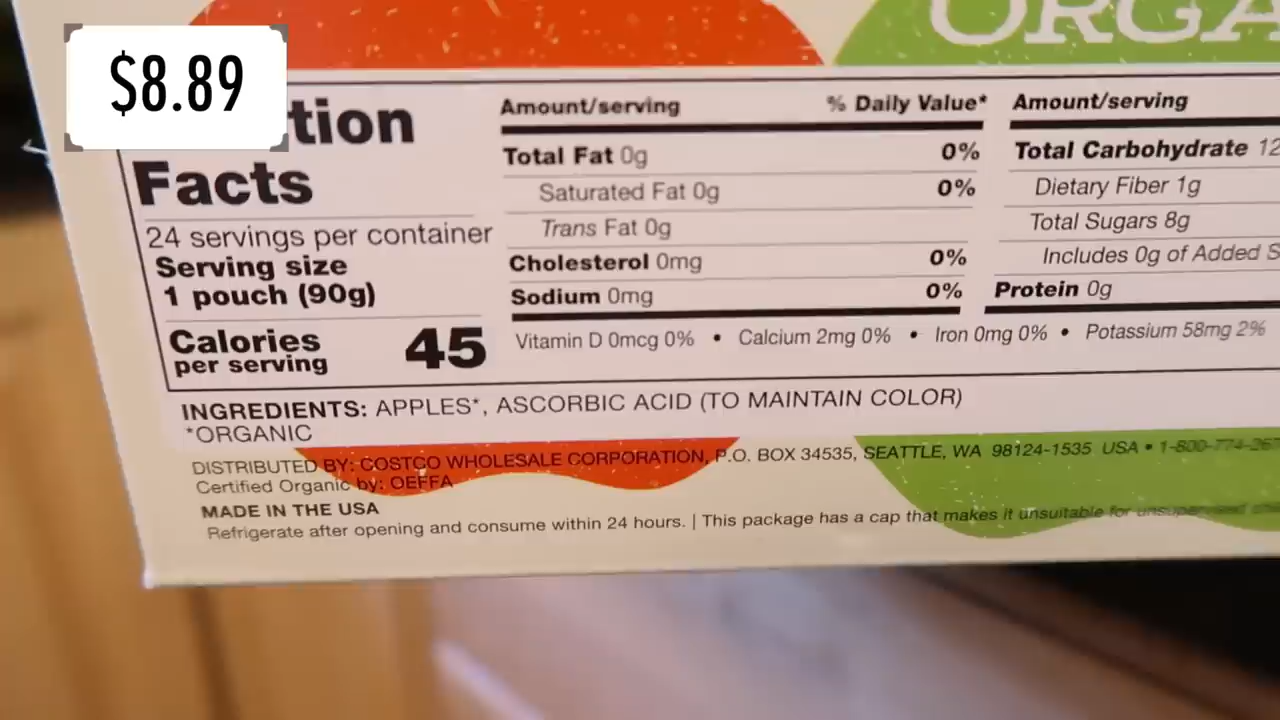 $8.89
ORGA
tion
Facts
24 servings per container
Serving size
1 pouch (90g)
Calories
per serving 45
Amount/serving % Daily Value*
Total Fat 0g 0%
Saturated Fat 0g 0%
Trans Fat 0g
Cholesterol 0mg 0%
Sodium 0mg 0%
Amount/serving
Total Carbohydrate 12
Dietary Fiber 1g
Total Sugars 8g
Includes 0g of Added S
Protein 0g
Vitamin D 0mcg 0% • Calcium 2mg 0% • Iron 0mg 0% • Potassium 58mg 2%
INGREDIENTS: APPLES*, ASCORBIC ACID (TO MAINTAIN COLOR)
*ORGANIC
DISTRIBUTED BY: COSTCO WHOLESALE CORPORATION, P.O. BOX 34535, SEATTLE, WA 98124-1535 USA • 1-800-774-267
Certified Organic by: OEFFA
MADE IN THE USA
Refrigerate after opening and consume within 24 hours. | This package has a cap that makes it unsuitable for unsupervised